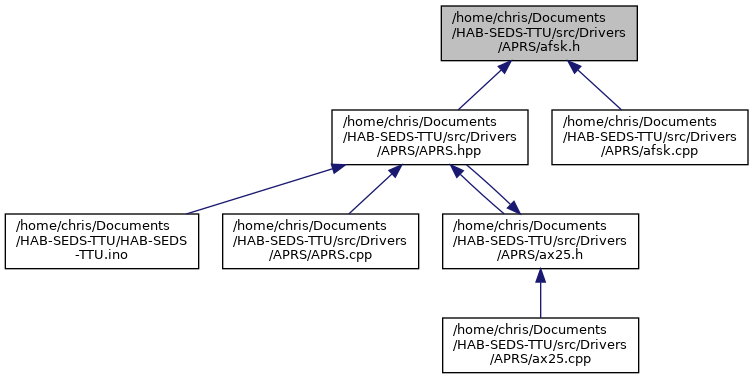 /home/chris/Documents
/HAB-SEDS-TTU/src/Drivers
/APRS/afsk.h
/home/chris/Documents
/HAB-SEDS-TTU/src/Drivers
/APRS/APRS.hpp
/home/chris/Documents
/HAB-SEDS-TTU/src/Drivers
/APRS/afsk.cpp
/home/chris/Documents
/HAB-SEDS-TTU/HAB-SEDS
-TTU.ino
/home/chris/Documents
/HAB-SEDS-TTU/src/Drivers
/APRS/APRS.cpp
/home/chris/Documents
/HAB-SEDS-TTU/src/Drivers
/APRS/ax25.h
/home/chris/Documents
/HAB-SEDS-TTU/src/Drivers
/APRS/ax25.cpp